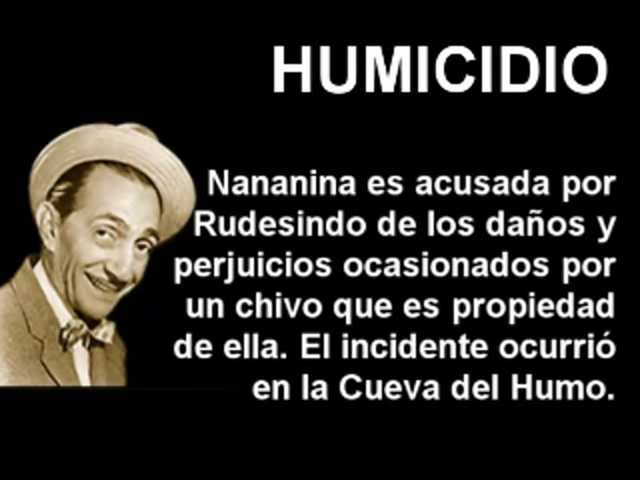 HUMICIDIO
Nananina es acusada por
Rudesindo de los daños y
perjuicios ocasionados por
un chivo que es propiedad
de ella. El incidente ocurrió
en la Cueva del Humo.